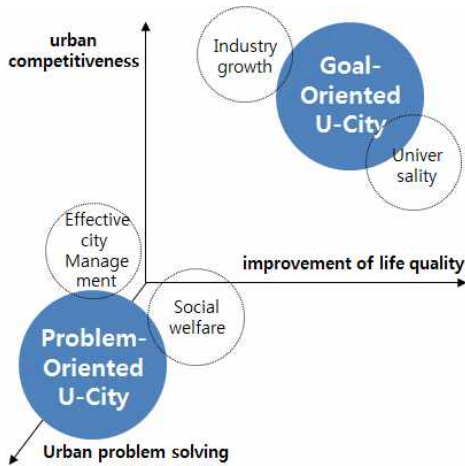 urban
competitiveness
Industry
growth
Goal-
Oriented
U-City
Univer
sality
Effective
city
Manage
ment
improvement of life quality
Social
welfare
Problem-
Oriented
U-City
Urban problem solving